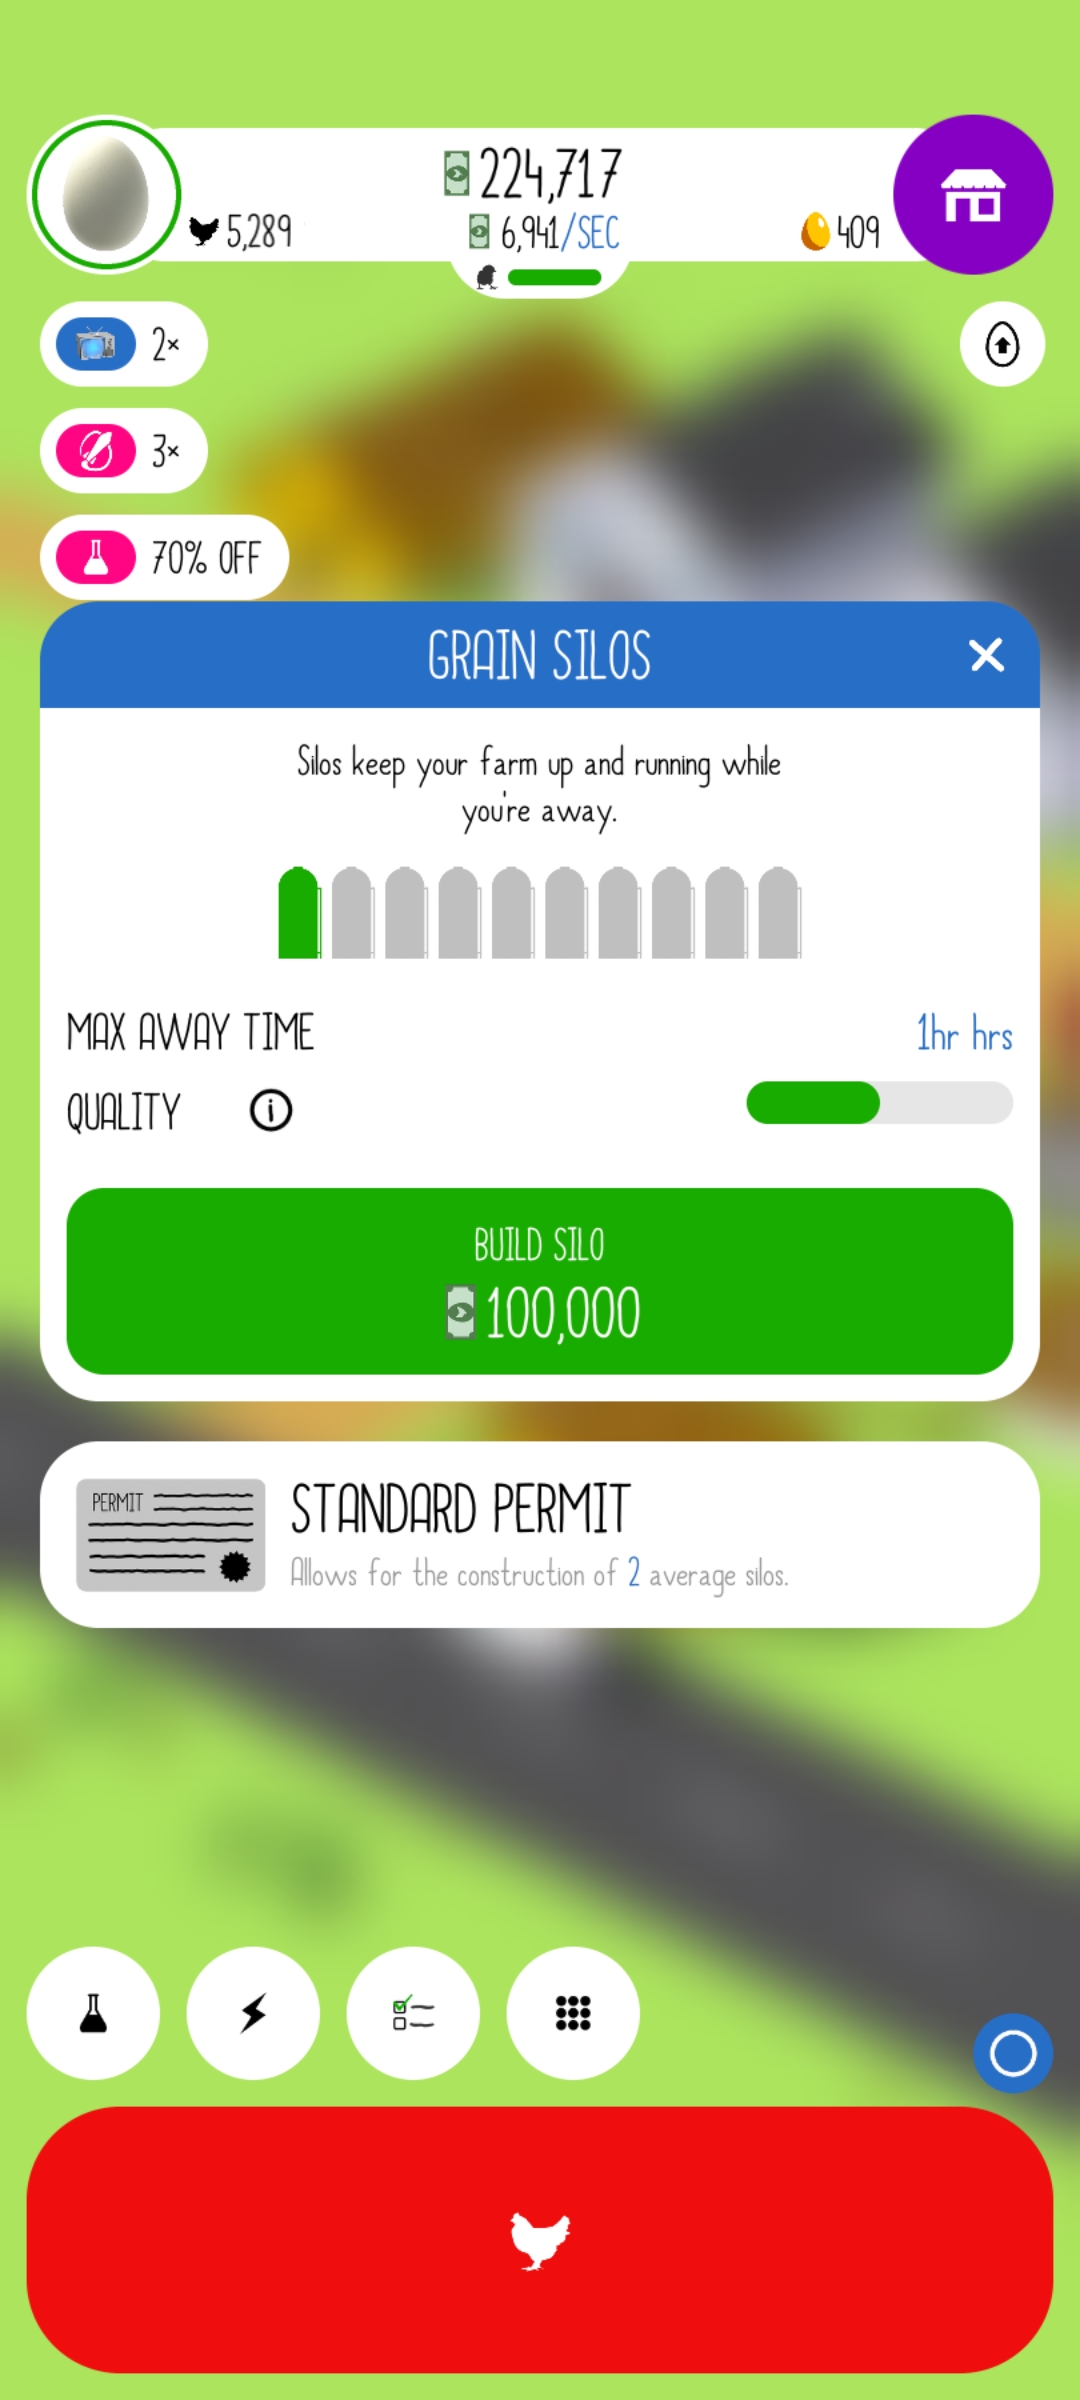 224,717
5,289
6,941/SEC
409
2×
3×
70% OFF
GRAIN SILOS
Silos keep your farm up and running while
you're away.
MAX AWAY TIME
1hr hrs
QUALITY
i
BUILD SILO
100,000
PERMIT
STANDARD PERMIT
Allows for the construction of 2 average silos.